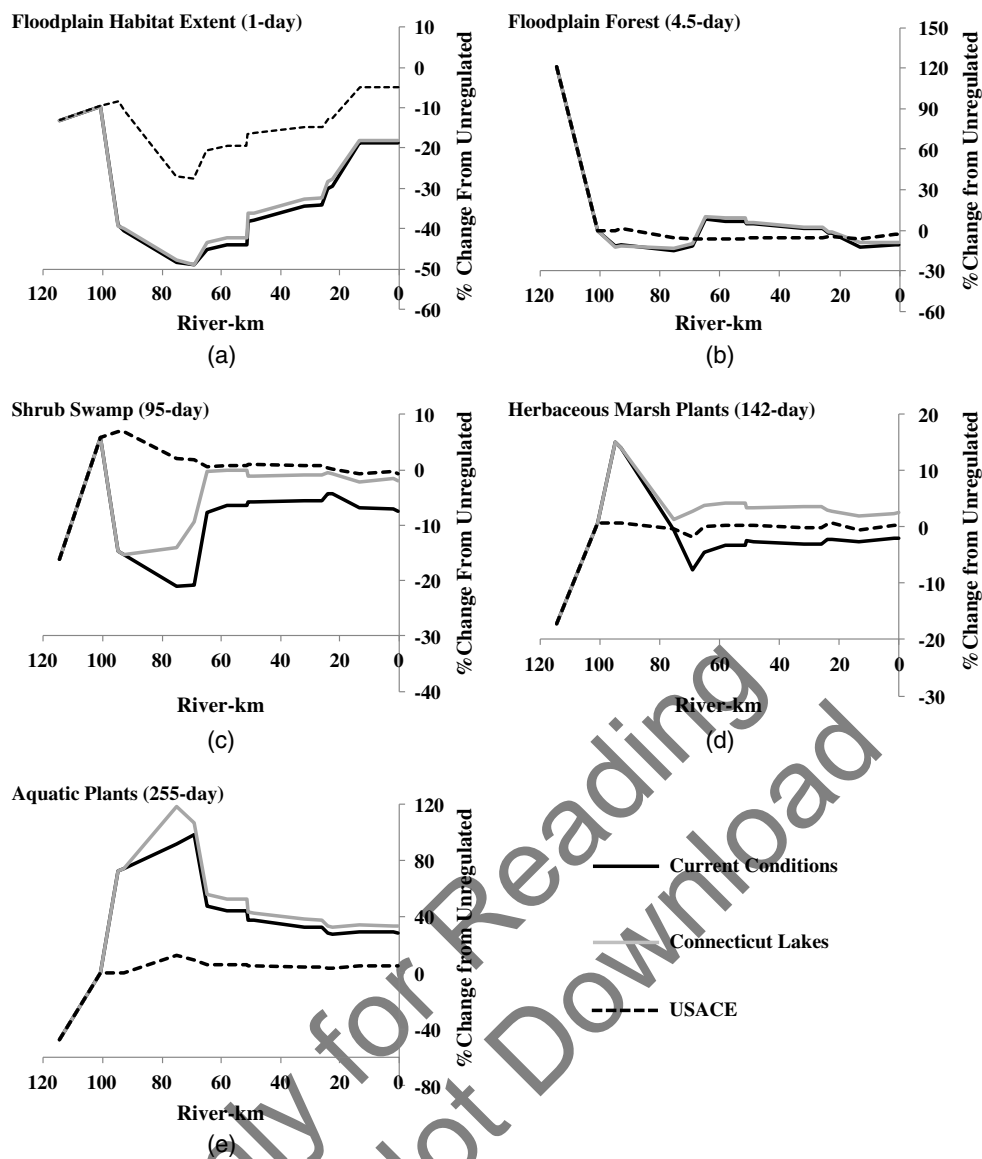 Floodplain Habitat Extent (1-day)
10
0
-10
-20
-30
-40
-50
-60
% Change From Unregulated
120 100 80 60 40 20 0
River-km
(a)
Floodplain Forest (4.5-day)
150
120
90
60
30
0
-30
-60
%Change from Unregulated
120 100 80 60 40 20 0
River-km
(b)
Shrub Swamp (95-day)
10
0
-10
-20
-30
-40
%Change From Unregulated
120 100 80 60 40 20 0
River-km
(c)
Herbaceous Marsh Plants (142-day)
20
10
0
-10
-20
-30
%Change from Unregulated
120 100 80 60 40 20 0
River-km
(d)
Aquatic Plants (255-day)
120
80
40
0
-40
-80
%Change from Unregulated
120 100 80 60 40 20 0
River-km
(e)
Current Conditions
Connecticut Lakes
USACE
for Reading
Download